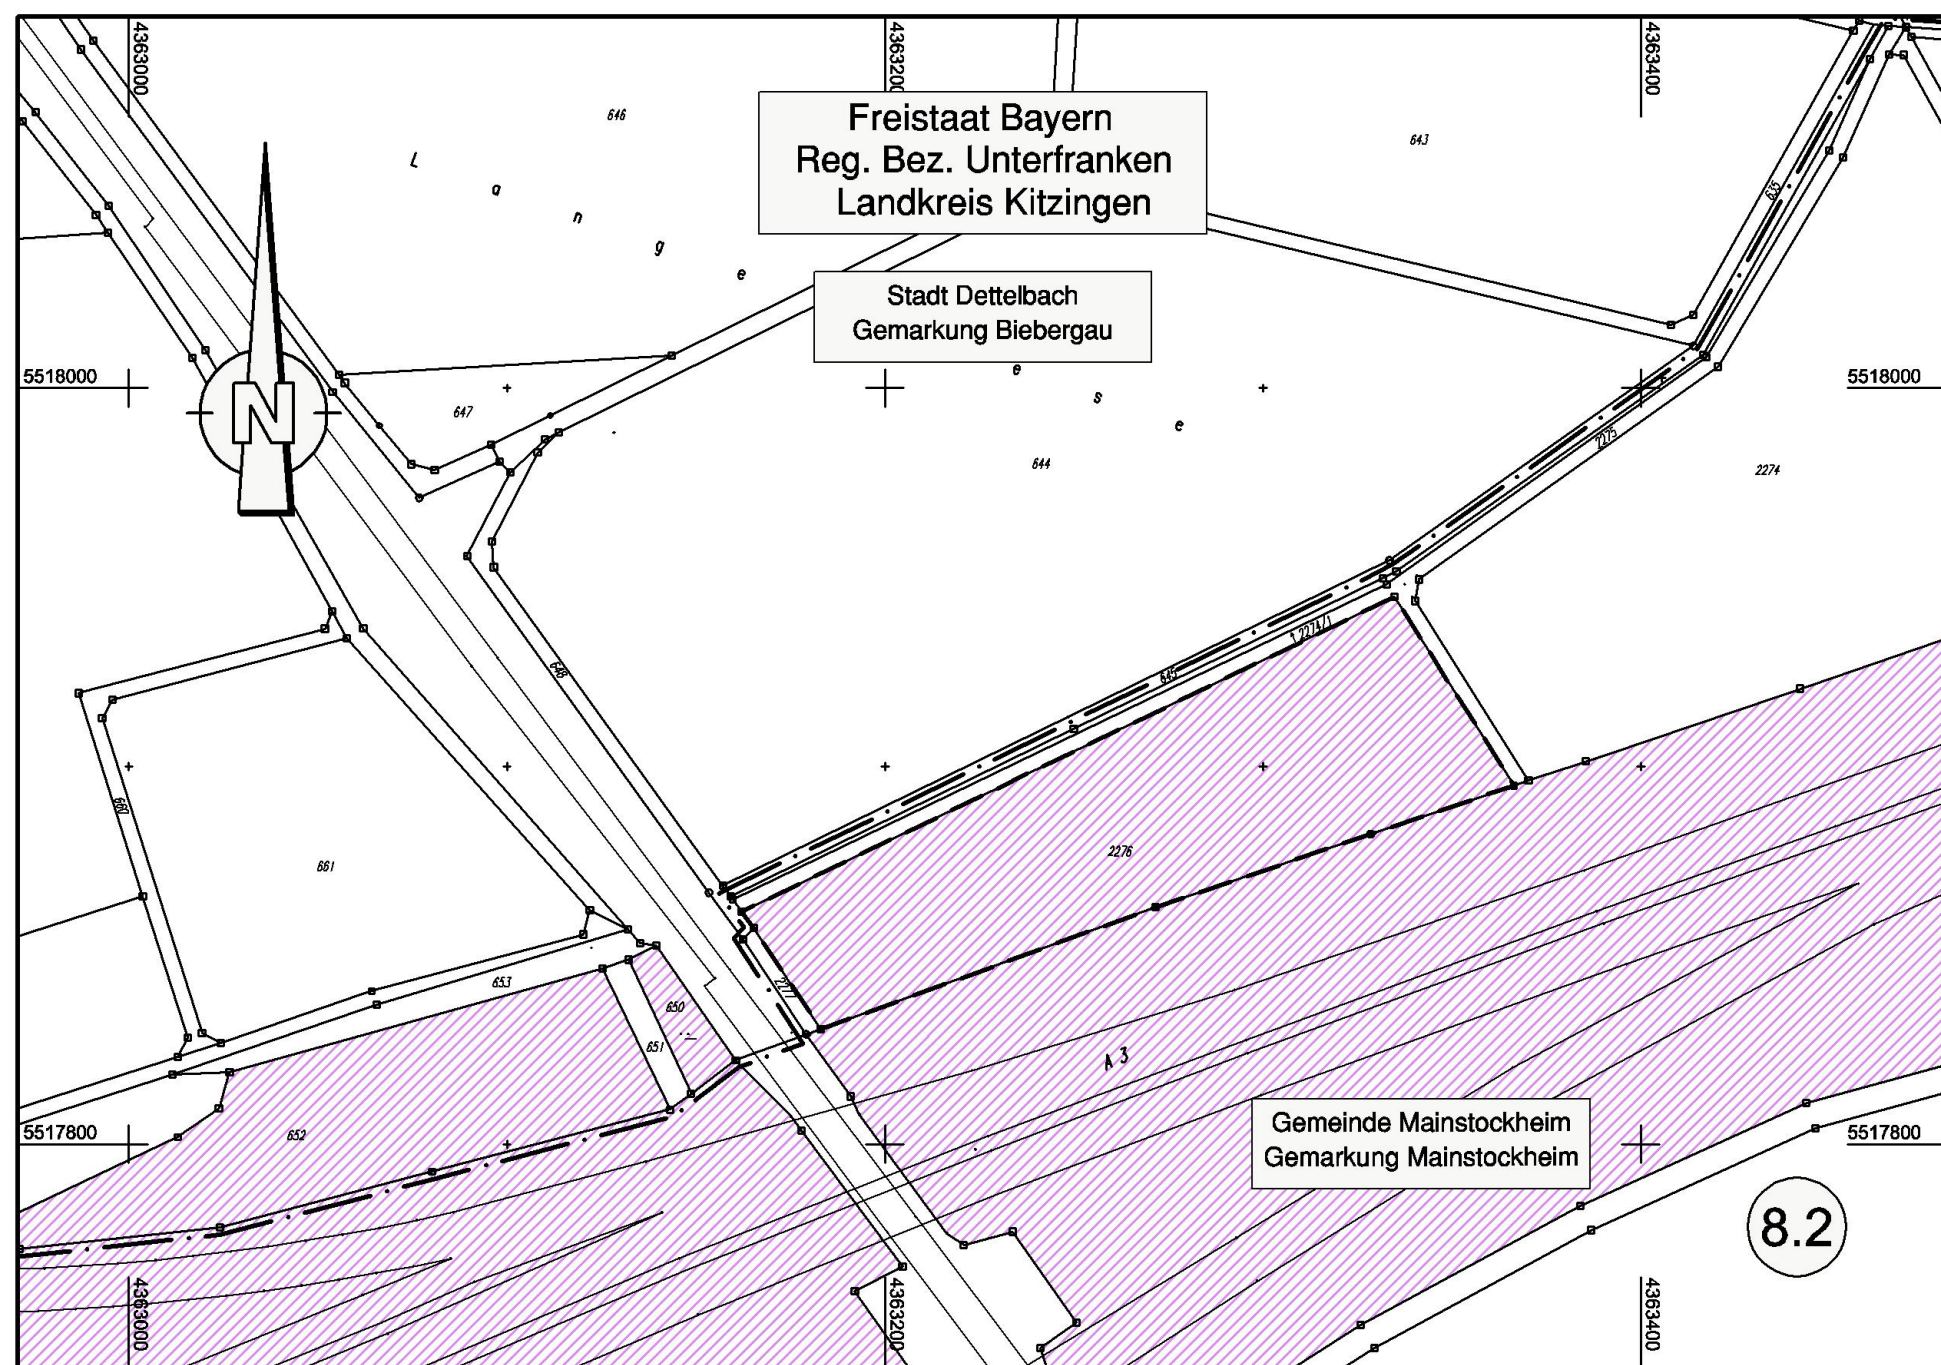 4363000
4363200
4363400
646
643
Freistaat Bayern
Reg. Bez. Unterfranken
Landkreis Kitzingen
L a n g e
635
Stadt Dettelbach
Gemarkung Biebergau
5518000
5518000
N
647
e s e
644
2275
2274
2274/1
648
645
660
661
2276
653
650
2277
651
A 3
652
Gemeinde Mainstockheim
Gemarkung Mainstockheim
5517800
5517800
8.2
4363000
4363200
4363400